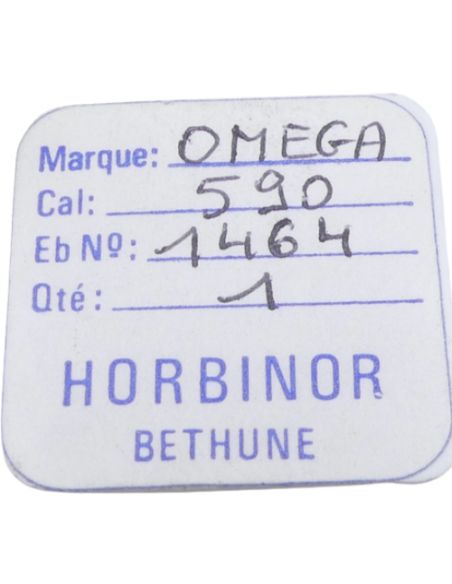 Marque: OMEGA
Cal: 590
Eb Nº: 1464
Qté: 1
HORBINOR
BETHUNE